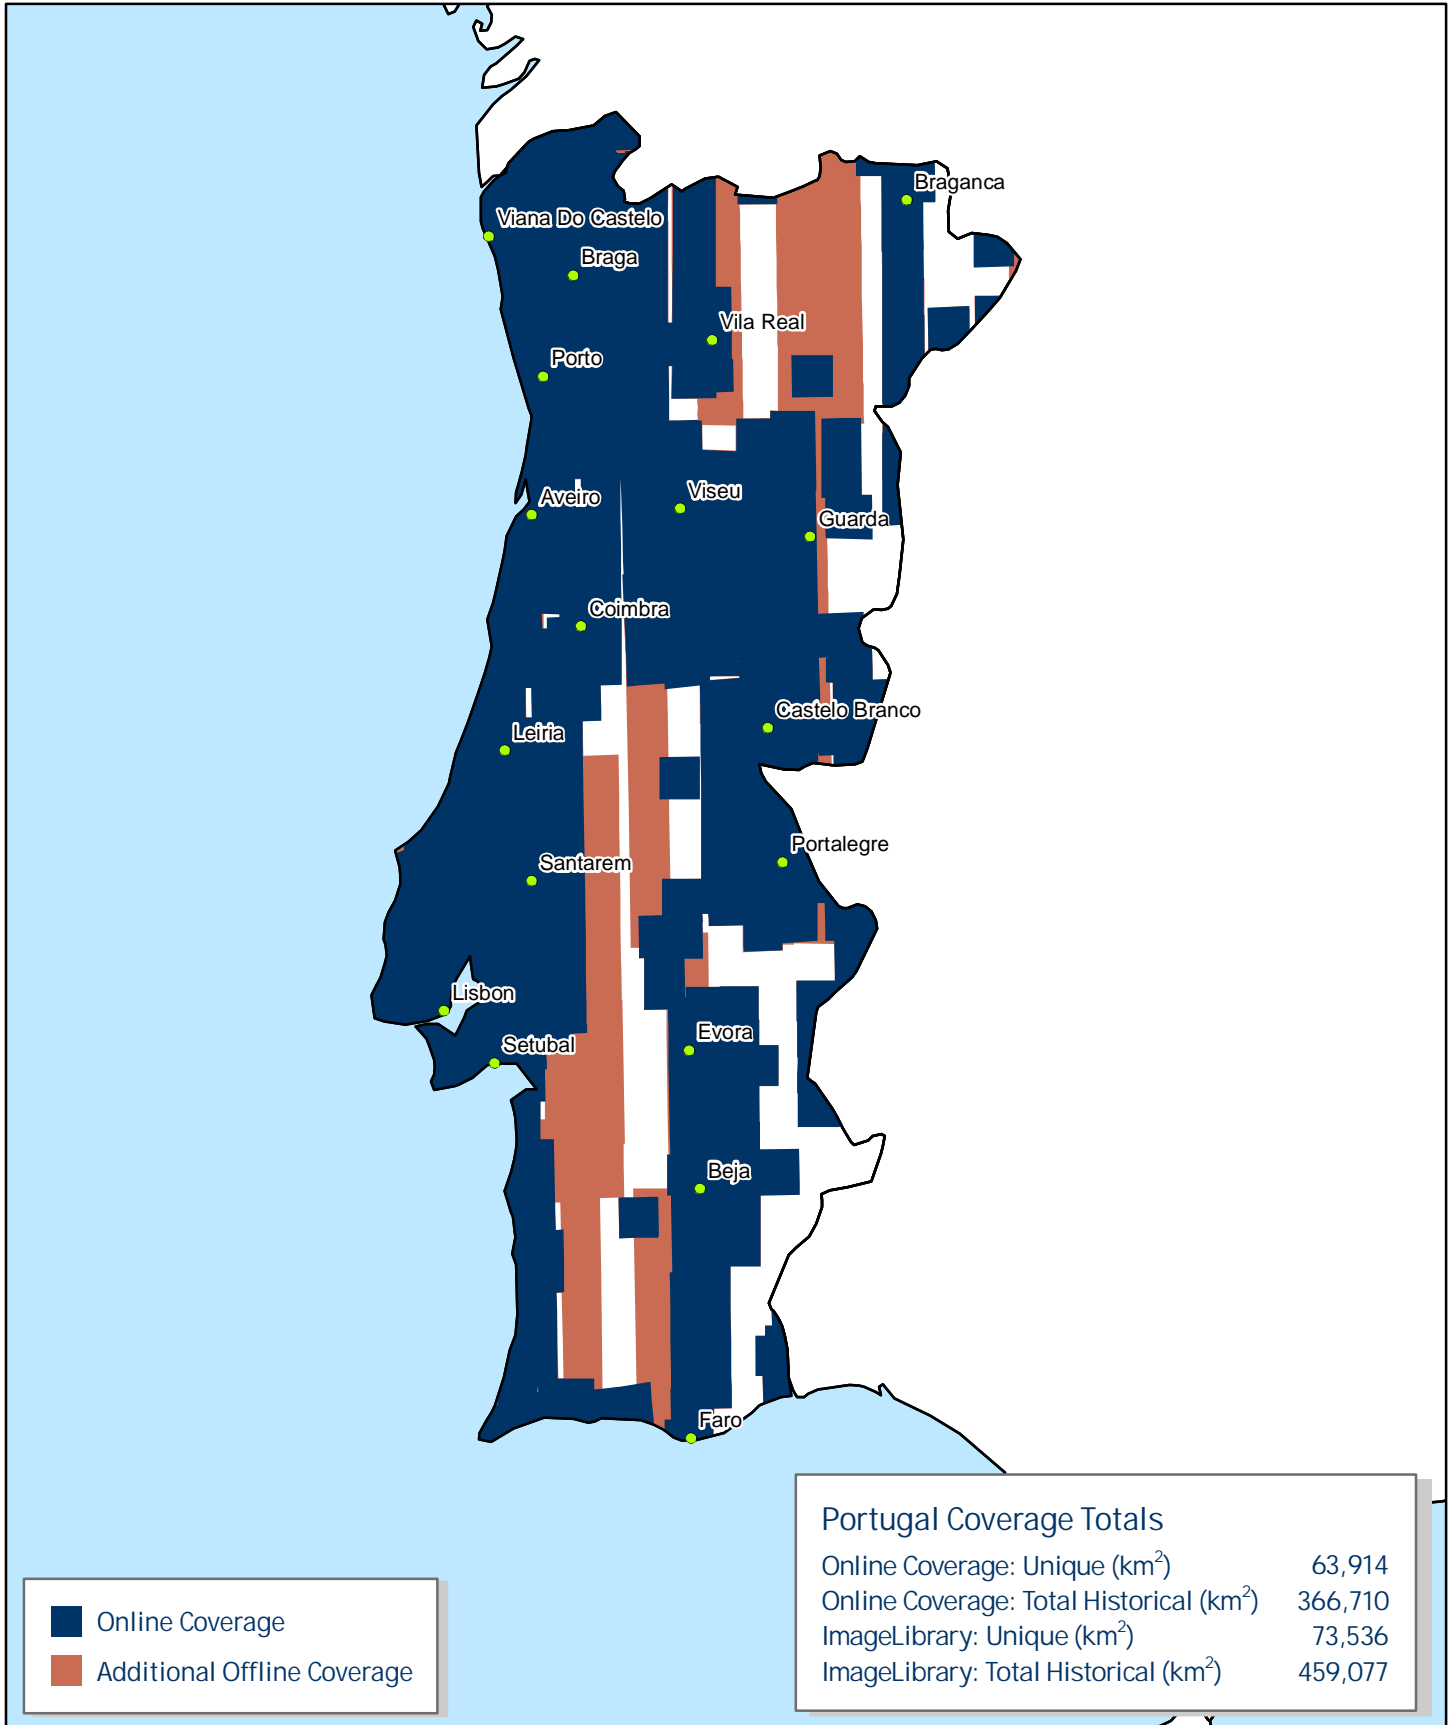 Braganca
Viana Do Castelo
Braga
Vila Real
Porto
Viseu
Aveiro
Guarda
Coimbra
Castelo Branco
Leiria
Portalegre
Santarem
Lisbon
Evora
Setubal
Beja
Faro
Portugal Coverage Totals
Online Coverage: Unique (km²) 63,914
Online Coverage: Total Historical (km²) 366,710
ImageLibrary: Unique (km²) 73,536
ImageLibrary: Total Historical (km²) 459,077
Online Coverage
Additional Offline Coverage